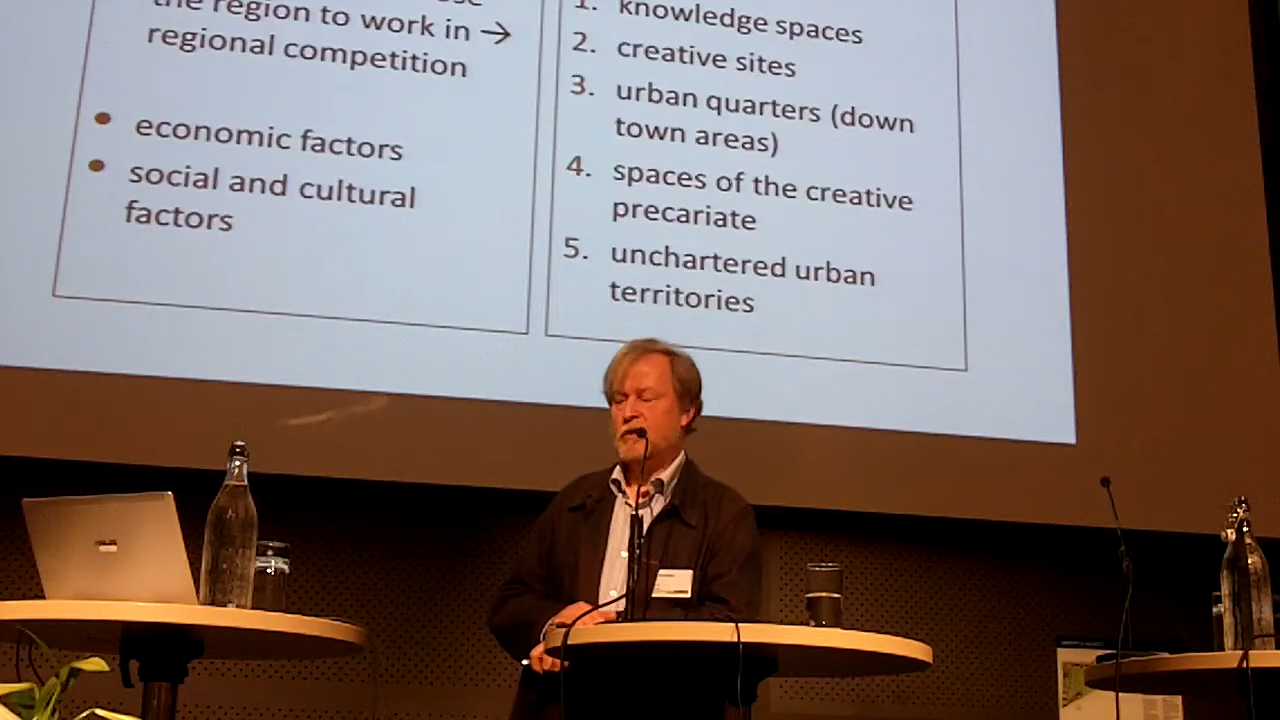 the region to work in →
regional competition
• economic factors
• social and cultural
factors
1. knowledge spaces
2. creative sites
3. urban quarters (down
town areas)
4. spaces of the creative
precariate
5. unchartered urban
territories